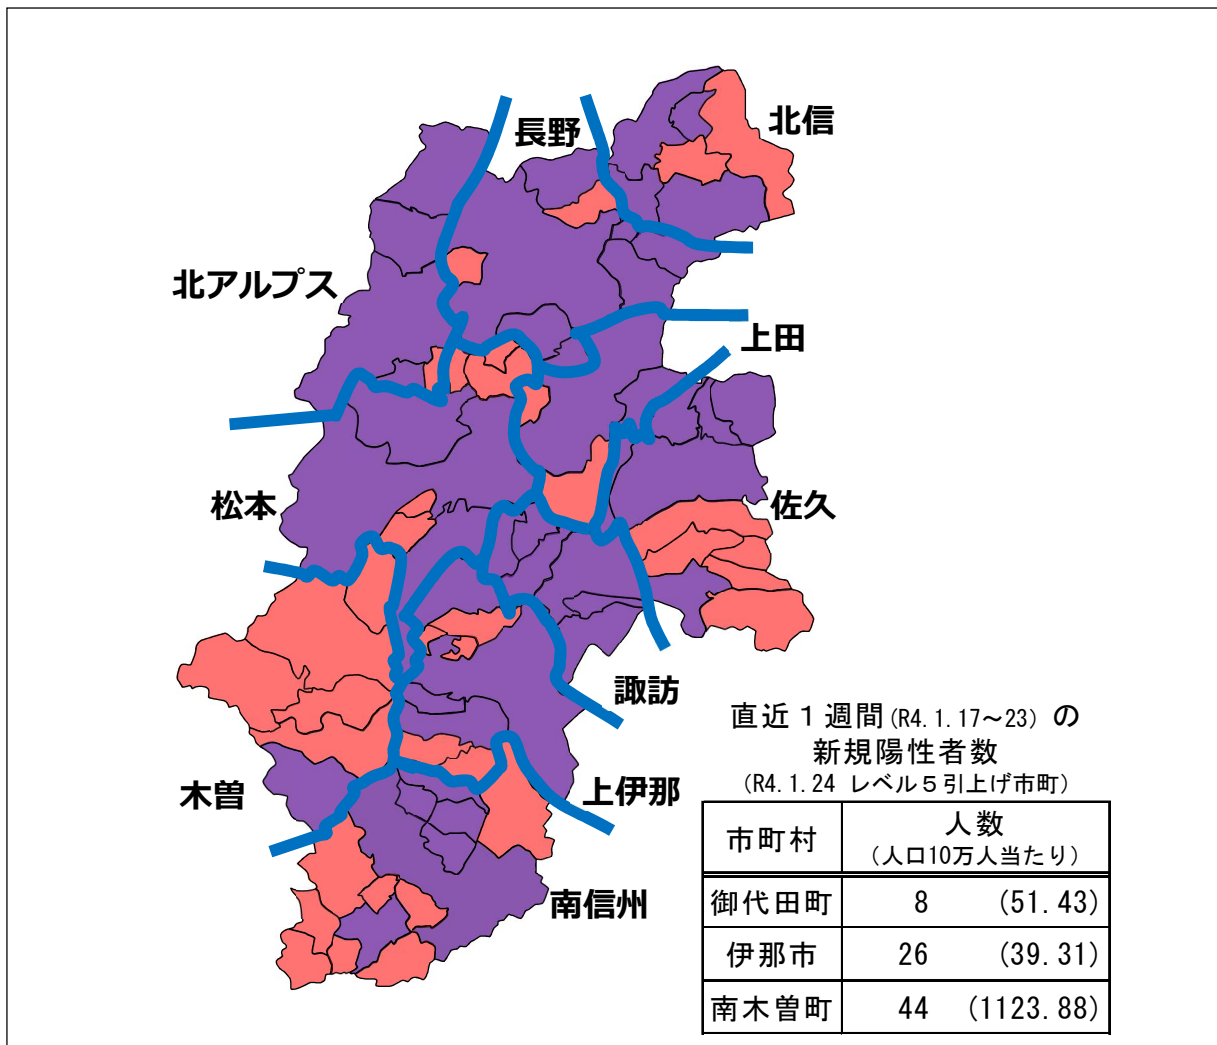 北信
長野
北アルプス
上田
松本
佐久
諏訪
木曽
上伊那
南信州
直近１週間(R4.1.17～23) の
新規陽性者数
(R4.1.24 レベル５引上げ市町)
市町村 人数
(人口10万人当たり)
御代田町 8 (51.43)
伊那市 26 (39.31)
南木曽町 44 (1123.88)